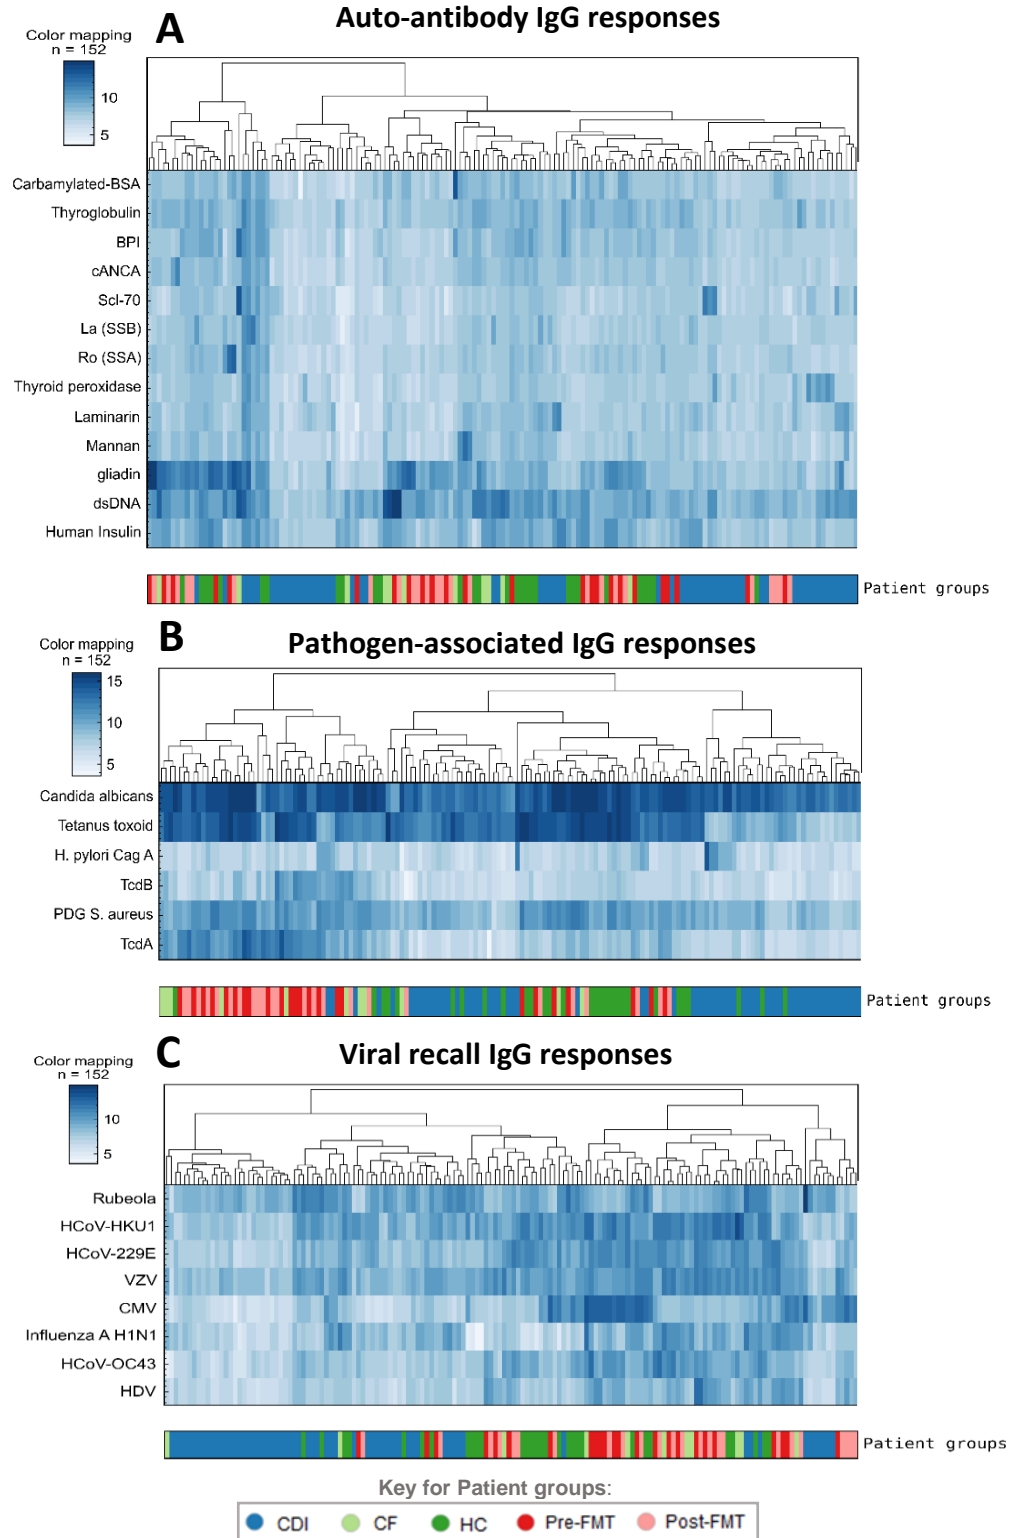 A
Auto-antibody IgG responses
Color mapping
n = 152
10
5
Carbamylated-BSA
Thyroglobulin
BPI
cANCA
Scl-70
La (SSB)
Ro (SSA)
Thyroid peroxidase
Laminarin
Mannan
gliadin
dsDNA
Human Insulin
Patient groups
B
Pathogen-associated IgG responses
Color mapping
n = 152
15
10
5
Candida albicans
Tetanus toxoid
H. pylori Cag A
TcdB
PDG S. aureus
TcdA
Patient groups
C
Viral recall IgG responses
Color mapping
n = 152
10
5
Rubeola
HCoV-HKU1
HCoV-229E
VZV
CMV
Influenza A H1N1
HCoV-OC43
HDV
Patient groups
Key for Patient groups:
CDI CF HC Pre-FMT Post-FMT